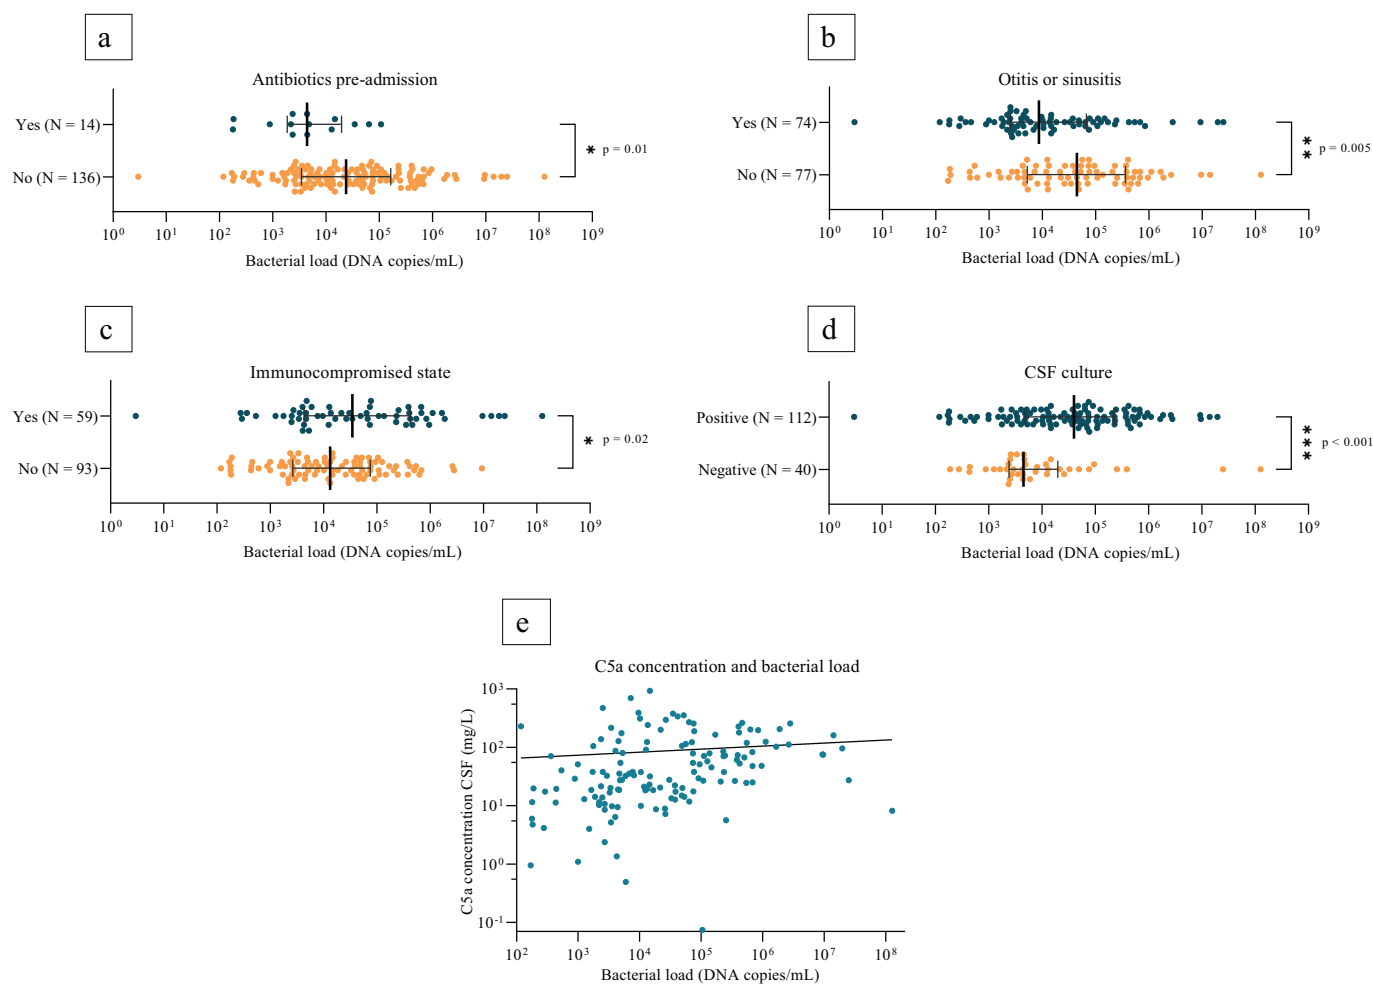 a
Antibiotics pre-admission
Yes (N = 14)
No (N = 136)
* p = 0.01
10⁰ 10¹ 10² 10³ 10⁴ 10⁵ 10⁶ 10⁷ 10⁸ 10⁹
Bacterial load (DNA copies/mL)
b
Otitis or sinusitis
Yes (N = 74)
No (N = 77)
** p = 0.005
10⁰ 10¹ 10² 10³ 10⁴ 10⁵ 10⁶ 10⁷ 10⁸ 10⁹
Bacterial load (DNA copies/mL)
c
Immunocompromised state
Yes (N = 59)
No (N = 93)
* p = 0.02
10⁰ 10¹ 10² 10³ 10⁴ 10⁵ 10⁶ 10⁷ 10⁸ 10⁹
Bacterial load (DNA copies/mL)
d
CSF culture
Positive (N = 112)
Negative (N = 40)
*** p < 0.001
10⁰ 10¹ 10² 10³ 10⁴ 10⁵ 10⁶ 10⁷ 10⁸ 10⁹
Bacterial load (DNA copies/mL)
e
C5a concentration and bacterial load
C5a concentration CSF (mg/L)
10³
10²
10¹
10⁰
10⁻¹
10² 10³ 10⁴ 10⁵ 10⁶ 10⁷ 10⁸
Bacterial load (DNA copies/mL)